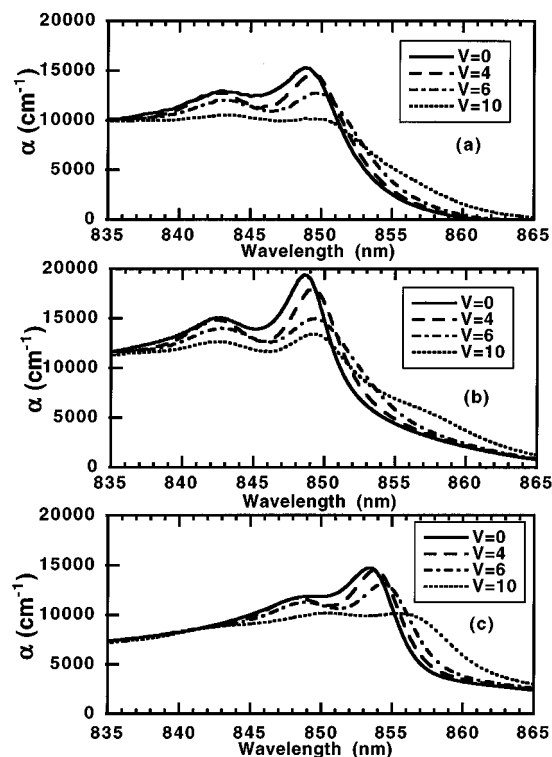 20000
15000
10000
5000
0
α (cm-1)
V=0
V=4
V=6
V=10
(a)
835 840 845 850 855 860 865
Wavelength (nm)
20000
15000
10000
5000
0
α (cm-1)
V=0
V=4
V=6
V=10
(b)
835 840 845 850 855 860 865
Wavelength (nm)
20000
15000
10000
5000
0
α (cm-1)
V=0
V=4
V=6
V=10
(c)
835 840 845 850 855 860 865
Wavelength (nm)